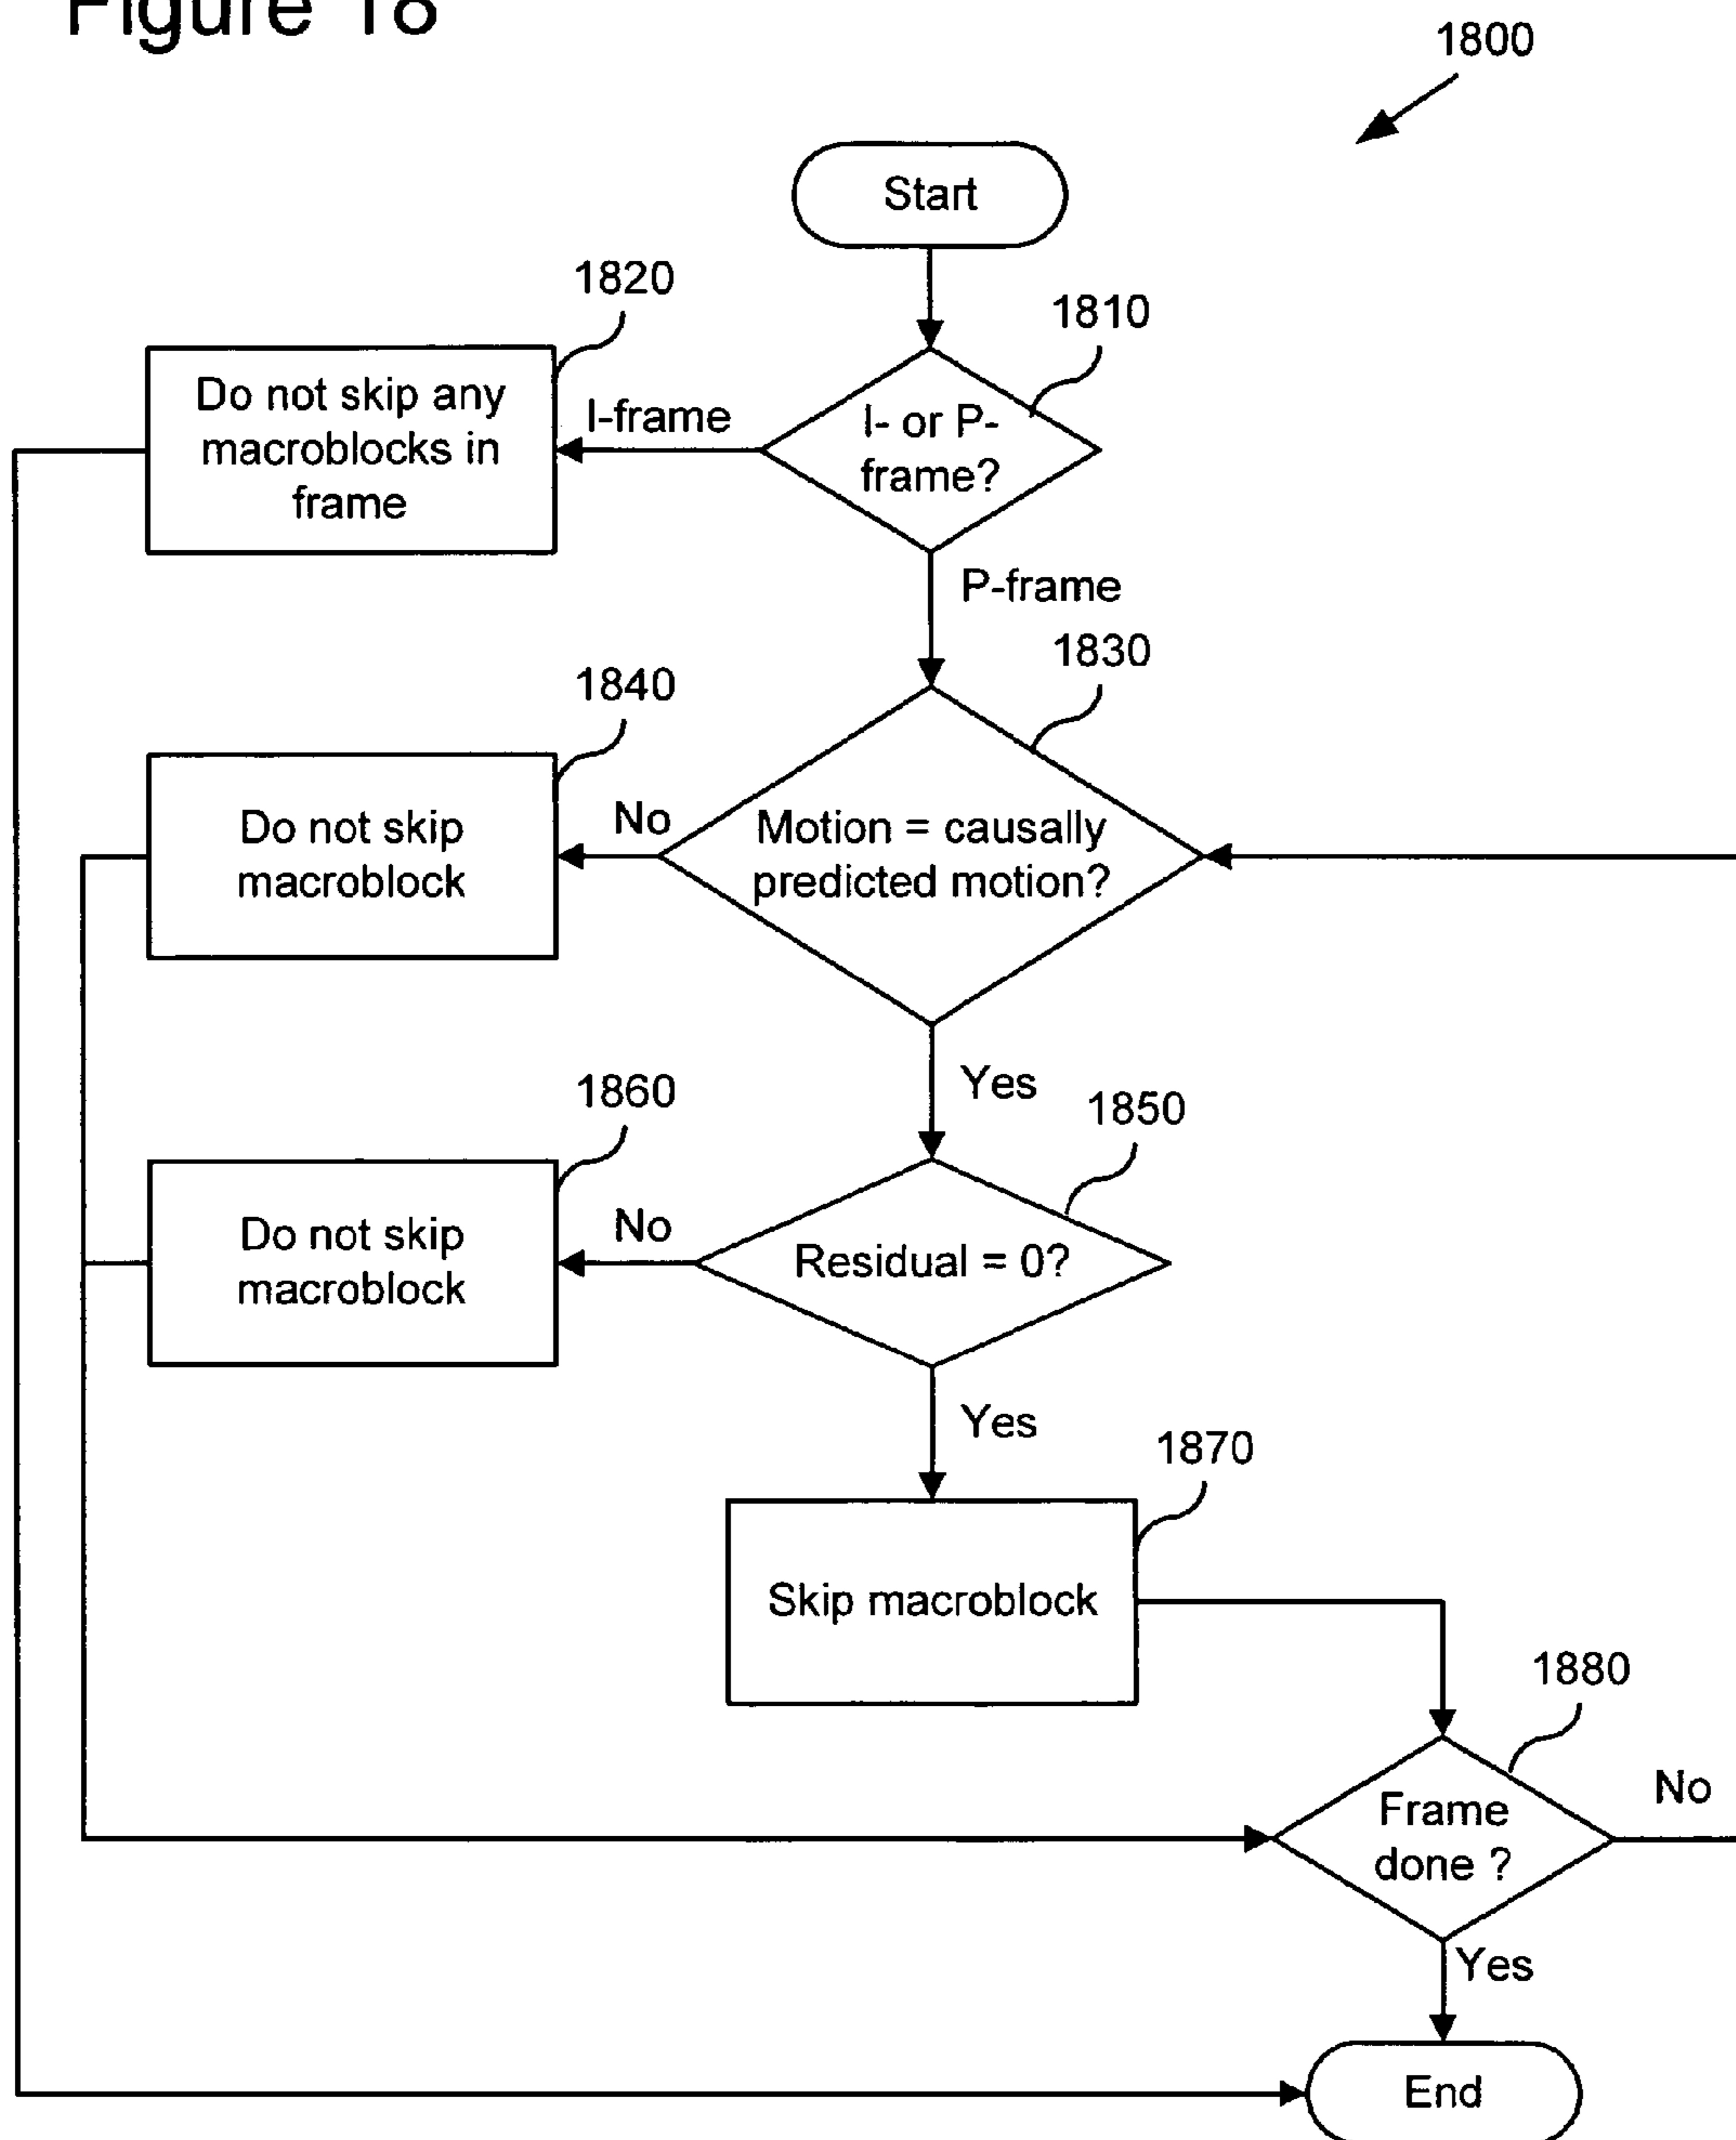 Figure 18
1800
Start
1820
1810
Do not skip any
macroblocks in
frame
I-frame
I- or P-
frame?
P-frame
1830
1840
Do not skip
macroblock
No
Motion = causally
predicted motion?
Yes
1860
1850
Do not skip
macroblock
No
Residual = 0?
Yes
1870
Skip macroblock
1880
Frame
done ?
No
Yes
End